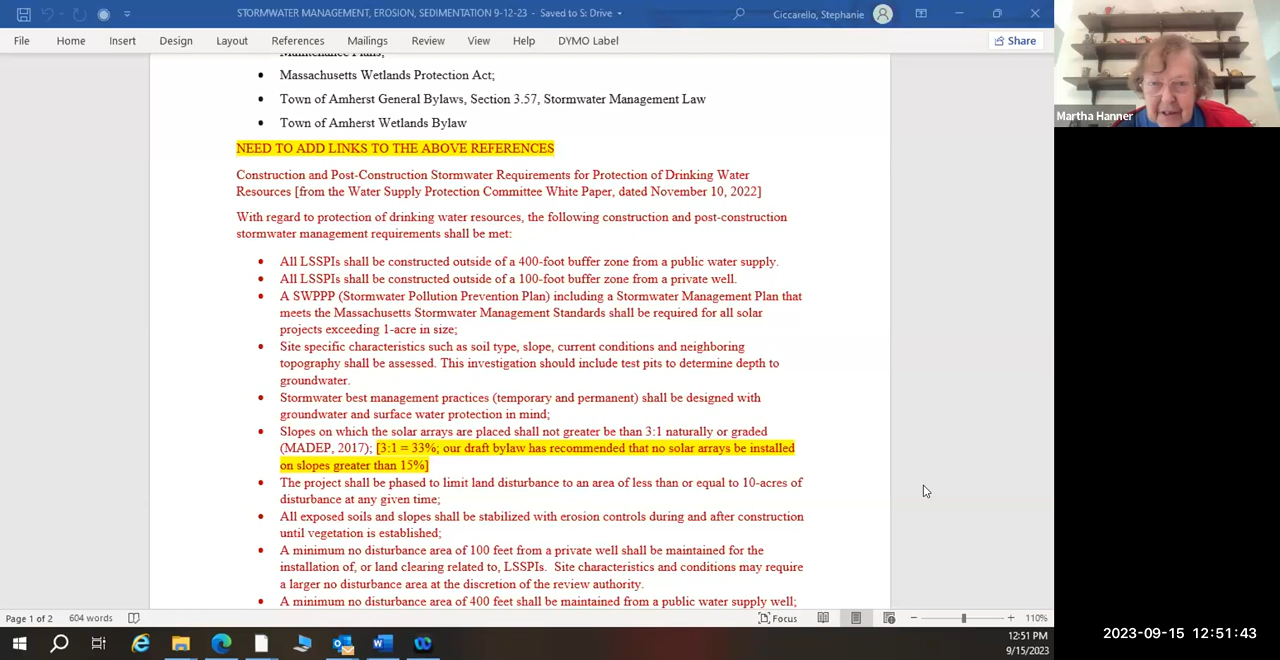 STORMWATER MANAGEMENT, EROSION, SEDIMENTATION 9-12-23 - Saved to S: Drive
Ciccarello, Stephanie
File Home Insert Design Layout References Mailings Review View Help DYMO Label Share
Maintenance Plans;
• Massachusetts Wetlands Protection Act;
• Town of Amherst General Bylaws, Section 3.57, Stormwater Management Law
• Town of Amherst Wetlands Bylaw
NEED TO ADD LINKS TO THE ABOVE REFERENCES
Construction and Post-Construction Stormwater Requirements for Protection of Drinking Water
Resources [from the Water Supply Protection Committee White Paper, dated November 10, 2022]
With regard to protection of drinking water resources, the following construction and post-construction
stormwater management requirements shall be met:
• All LSSPIs shall be constructed outside of a 400-foot buffer zone from a public water supply.
• All LSSPIs shall be constructed outside of a 100-foot buffer zone from a private well.
• A SWPPP (Stormwater Pollution Prevention Plan) including a Stormwater Management Plan that
meets the Massachusetts Stormwater Management Standards shall be required for all solar
projects exceeding 1-acre in size;
• Site specific characteristics such as soil type, slope, current conditions and neighboring
topography shall be assessed. This investigation should include test pits to determine depth to
groundwater.
• Stormwater best management practices (temporary and permanent) shall be designed with
groundwater and surface water protection in mind;
• Slopes on which the solar arrays are placed shall not greater be than 3:1 naturally or graded
(MADEP, 2017); [3:1 = 33%; our draft bylaw has recommended that no solar arrays be installed
on slopes greater than 15%]
• The project shall be phased to limit land disturbance to an area of less than or equal to 10-acres of
disturbance at any given time;
• All exposed soils and slopes shall be stabilized with erosion controls during and after construction
until vegetation is established;
• A minimum no disturbance area of 100 feet from a private well shall be maintained for the
installation of, or land clearing related to, LSSPIs. Site characteristics and conditions may require
a larger no disturbance area at the discretion of the review authority.
• A minimum no disturbance area of 400 feet shall be maintained from a public water supply well;
Page 1 of 2 604 words Focus 110%
12:51 PM
9/15/2023
Martha Hanner
2023-09-15 12:51:43